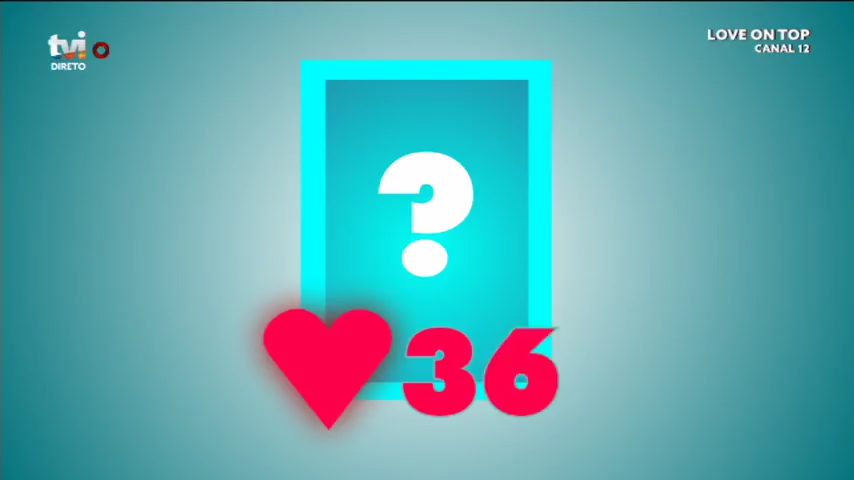 tvi
DIRETO
LOVE ON TOP
CANAL 12
?
36